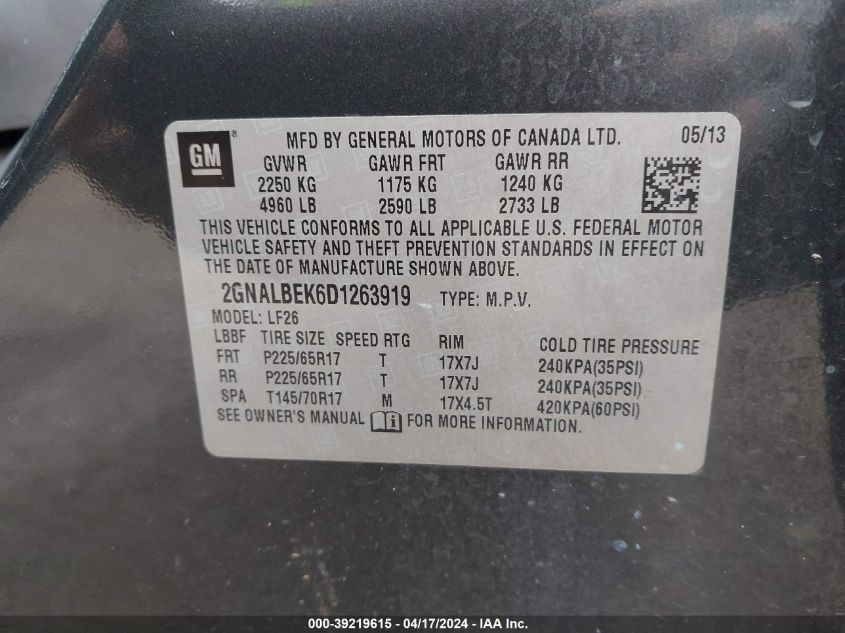 GM ® MFD BY GENERAL MOTORS OF CANADA LTD. 05/13
GVWR GAWR FRT GAWR RR
2250 KG 1175 KG 1240 KG
4960 LB 2590 LB 2733 LB
THIS VEHICLE CONFORMS TO ALL APPLICABLE U.S. FEDERAL MOTOR
VEHICLE SAFETY AND THEFT PREVENTION STANDARDS IN EFFECT ON
THE DATE OF MANUFACTURE SHOWN ABOVE.
2GNALBEK6D1263919 TYPE: M.P.V.
MODEL: LF26
LBBF TIRE SIZE SPEED RTG RIM COLD TIRE PRESSURE
FRT P225/65R17 T 17X7J 240KPA(35PSI)
RR P225/65R17 T 17X7J 240KPA(35PSI)
SPA T145/70R17 M 17X4.5T 420KPA(60PSI)
SEE OWNER'S MANUAL i FOR MORE INFORMATION.
000-39219615 - 04/17/2024 - IAA Inc.